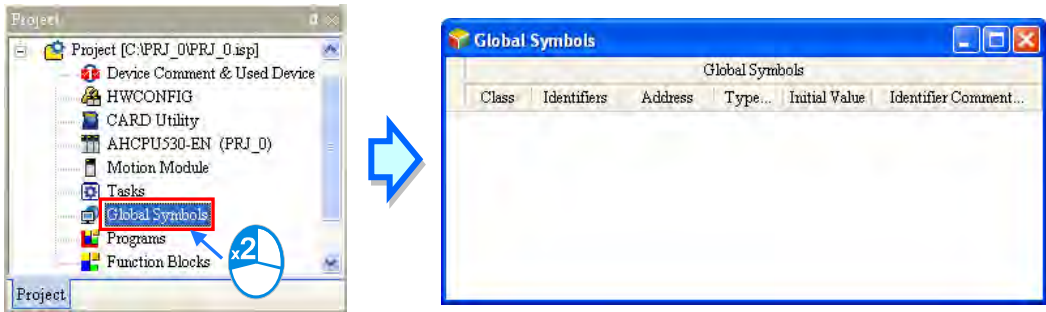 Project
Project [C:\PRJ_0\PRJ_0.isp]
Device Comment & Used Device
HWCONFIG
CARD Utility
AHCPU530-EN (PRJ_0)
Motion Module
Tasks
Global Symbols
Programs
Function Blocks
x2
Project
Global Symbols
Global Symbols
Class Identifiers Address Type... Initial Value Identifier Comment...